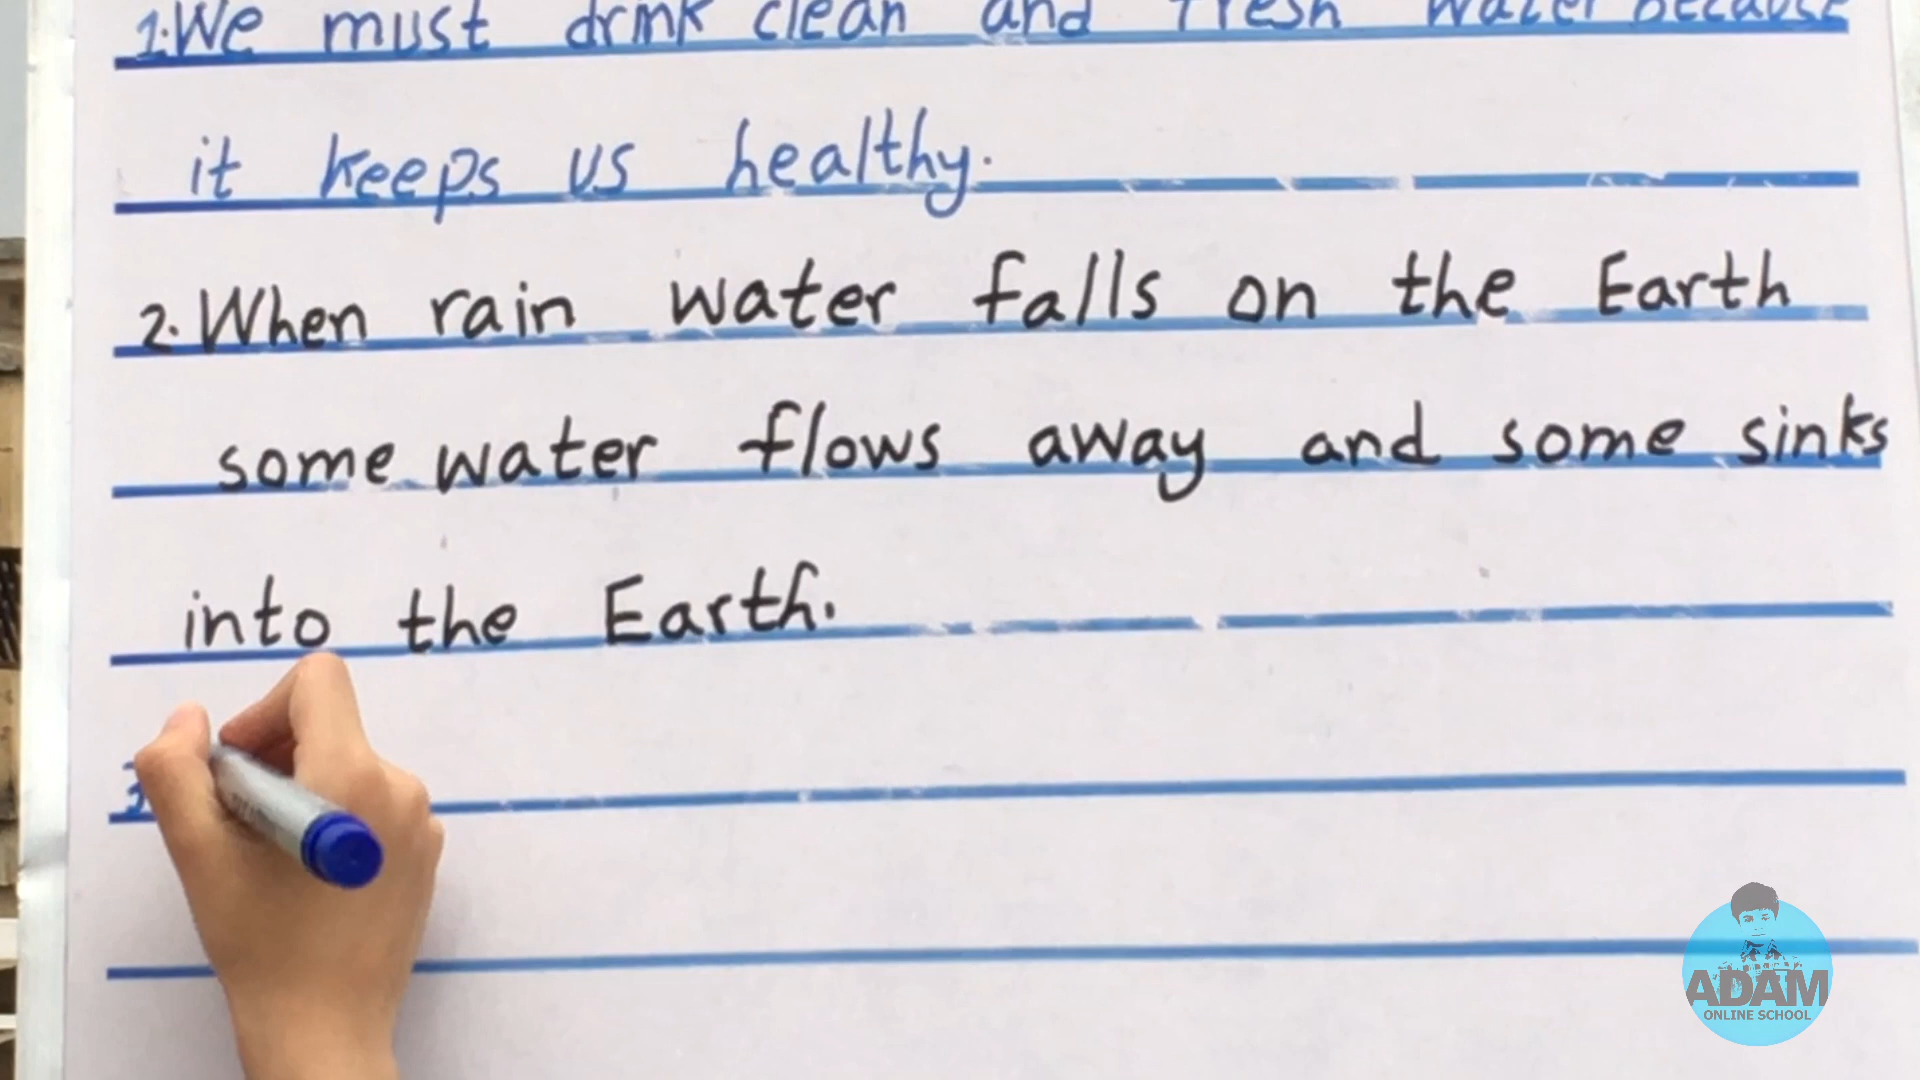 1.We must drink clean and fresh water because
it keeps us healthy.
2. When rain water falls on the Earth
some water flows away and some sinks
into the Earth.
ADAM
ONLINE SCHOOL